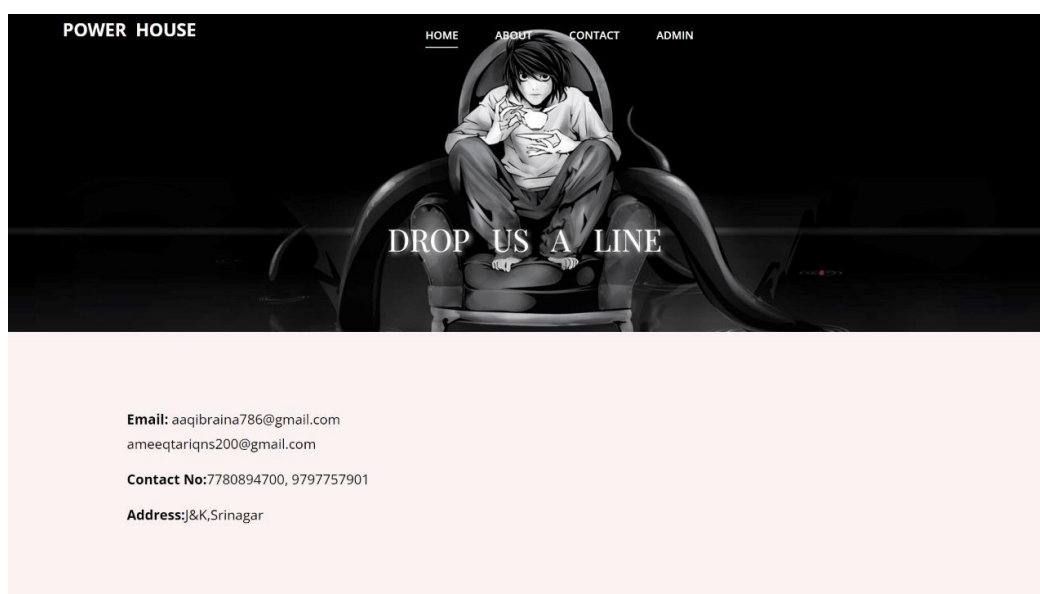 POWER HOUSE
HOME ABOUT CONTACT ADMIN
DROP US A LINE
Email: aaqibraina786@gmail.com
ameeqtariqns200@gmail.com
Contact No:7780894700, 9797757901
Address:J&K,Srinagar